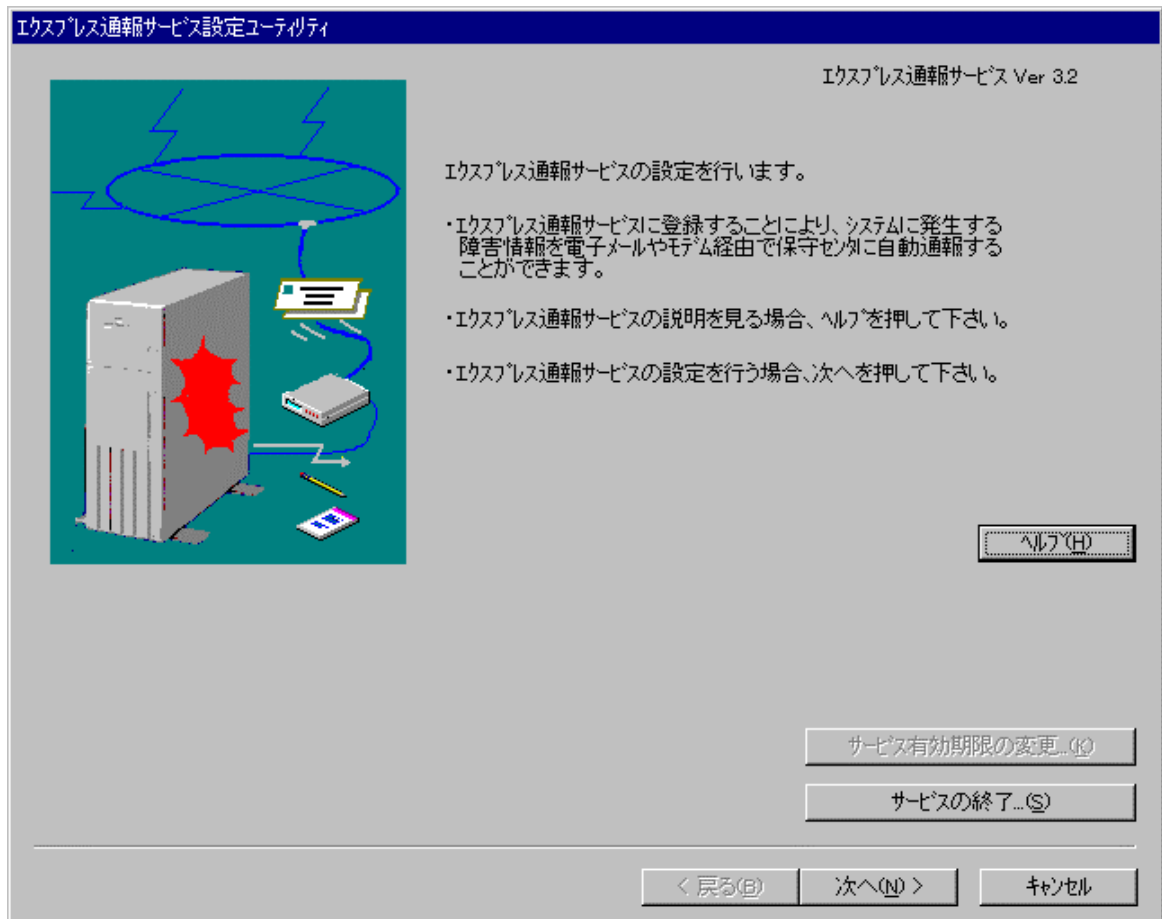 ｴｸｽﾌﾟﾚｽ通報ｻｰﾋﾞｽ設定ﾕｰﾃｨﾘﾃｨ
ｴｸｽﾌﾟﾚｽ通報ｻｰﾋﾞｽ Ver 3.2
ｴｸｽﾌﾟﾚｽ通報ｻｰﾋﾞｽの設定を行います。
・ｴｸｽﾌﾟﾚｽ通報ｻｰﾋﾞｽに登録することにより、ｼｽﾃﾑに発生する
障害情報を電子ﾒｰﾙやﾓﾃﾞﾑ経由で保守ｾﾝﾀに自動通報する
ことができます。
・ｴｸｽﾌﾟﾚｽ通報ｻｰﾋﾞｽの説明を見る場合、ﾍﾙﾌﾟを押して下さい。
・ｴｸｽﾌﾟﾚｽ通報ｻｰﾋﾞｽの設定を行う場合、次へを押して下さい。
ﾍﾙﾌﾟ(H)
ｻｰﾋﾞｽ有効期限の変更...(K)
ｻｰﾋﾞｽの終了...(S)
< 戻る(B)
次へ(N) >
ｷｬﾝｾﾙ